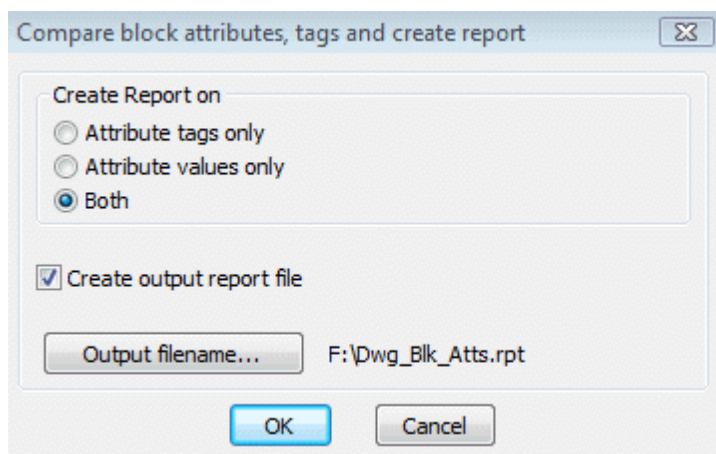 Compare block attributes, tags and create report
Create Report on
Attribute tags only
Attribute values only
Both
Create output report file
Output filename... F:\Dwg_Blk_Atts.rpt
OK Cancel